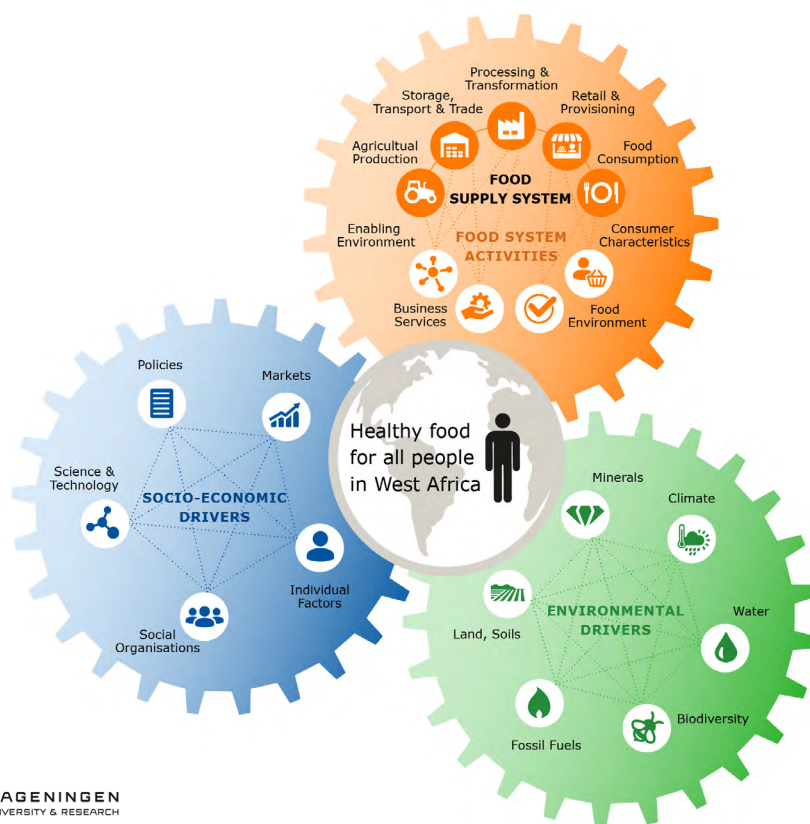 Processing &
Transformation
Storage,
Transport & Trade
Retail &
Provisioning
Agricultual
Production
Food
Consumption
FOOD
SUPPLY SYSTEM
Enabling
Environment
FOOD SYSTEM
ACTIVITIES
Consumer
Characteristics
Business
Services
Food
Environment
Policies
Markets
Science &
Technology
SOCIO-ECONOMIC
DRIVERS
Individual
Factors
Social
Organisations
Healthy food
for all people
in West Africa
Minerals
Climate
Land, Soils
ENVIRONMENTAL
DRIVERS
Water
Fossil Fuels
Biodiversity
AGENINGEN
IVERSITY & RESEARCH